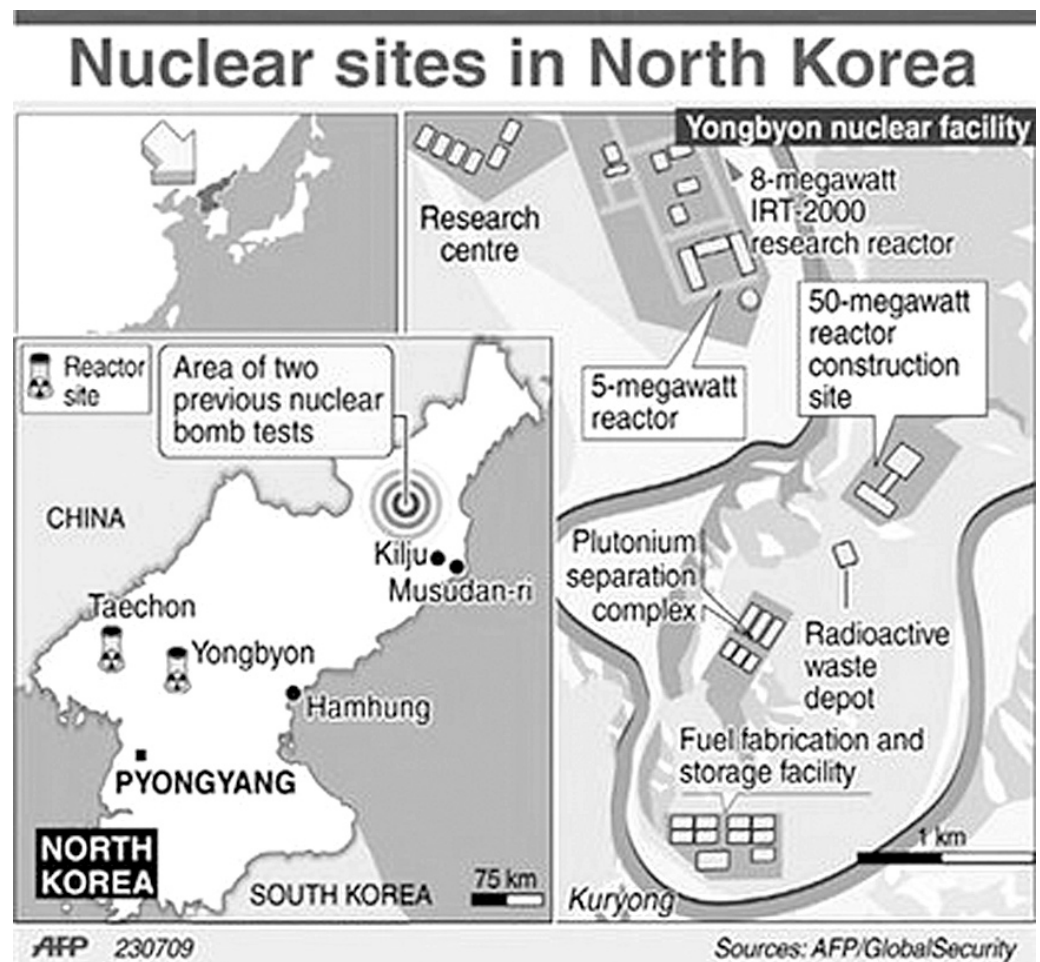 Nuclear sites in North Korea
Yongbyon nuclear facility
Research
centre
8-megawatt
IRT-2000
research reactor
50-megawatt
reactor
construction
site
5-megawatt
reactor
Reactor
site
Area of two
previous nuclear
bomb tests
CHINA
Kilju
Musudan-ri
Taechon
Yongbyon
Hamhung
PYONGYANG
NORTH
KOREA
SOUTH KOREA
75 km
Plutonium
separation
complex
Radioactive
waste
depot
Fuel fabrication and
storage facility
1 km
Kuryong
AFP 230709
Sources: AFP/GlobalSecurity